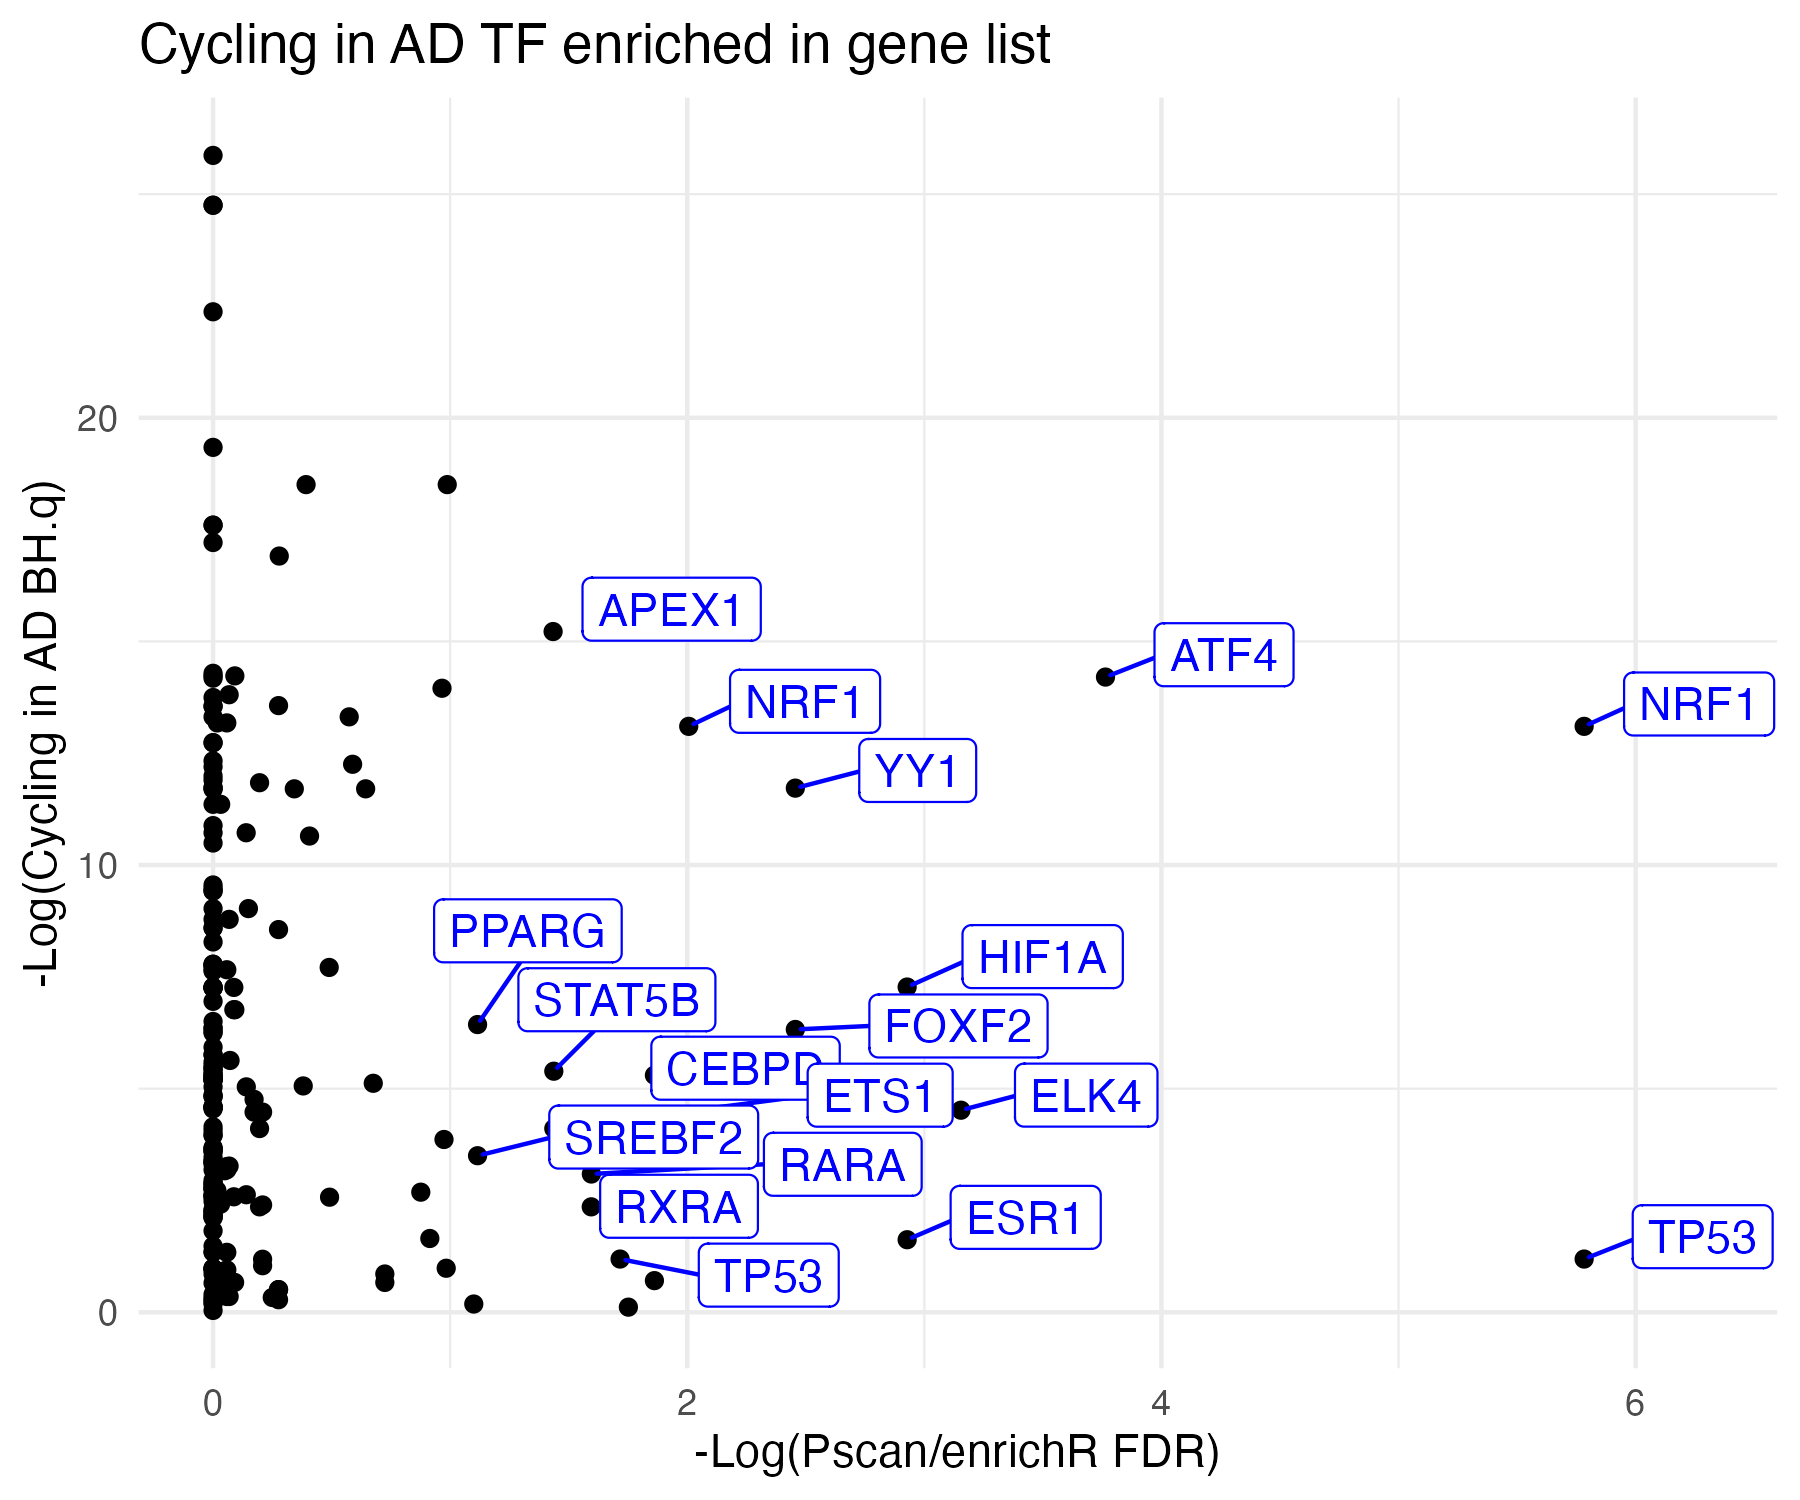 Cycling in AD TF enriched in gene list
-Log(Cycling in AD BH.q)
20
10
0
APEX1
ATF4
NRF1
NRF1
YY1
PPARG
HIF1A
STAT5B
FOXF2
CEBPD
ETS1
ELK4
SREBF2
RARA
RXRA
ESR1
TP53
TP53
0
2
4
6
-Log(Pscan/enrichR FDR)